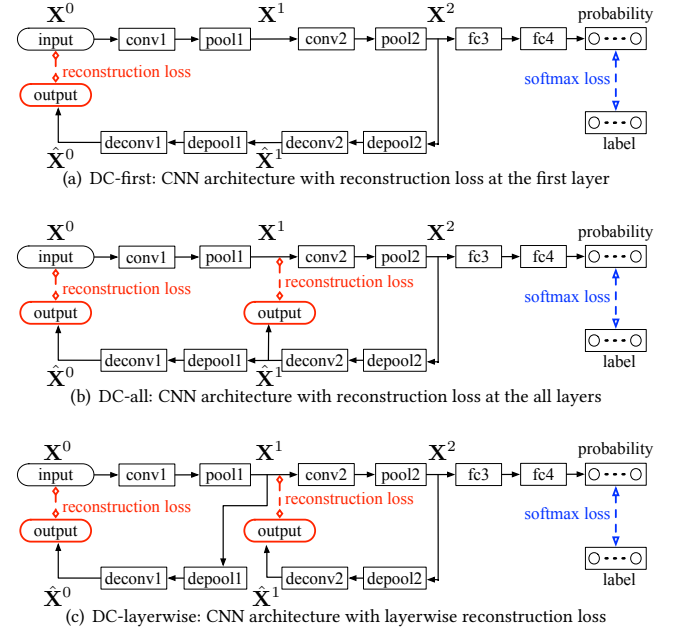 X^0 X^1 X^2 probability
input conv1 pool1 conv2 pool2 fc3 fc4
reconstruction loss softmax loss
output
deconv1 depool1 deconv2 depool2 label
X̂^0 X̂^1
(a) DC-first: CNN architecture with reconstruction loss at the first layer
X^0 X^1 X^2 probability
input conv1 pool1 conv2 pool2 fc3 fc4
reconstruction loss reconstruction loss softmax loss
output output
deconv1 depool1 deconv2 depool2 label
X̂^0 X̂^1
(b) DC-all: CNN architecture with reconstruction loss at the all layers
X^0 X^1 X^2 probability
input conv1 pool1 conv2 pool2 fc3 fc4
reconstruction loss reconstruction loss softmax loss
output output
deconv1 depool1 deconv2 depool2 label
X̂^0 X̂^1
(c) DC-layerwise: CNN architecture with layerwise reconstruction loss